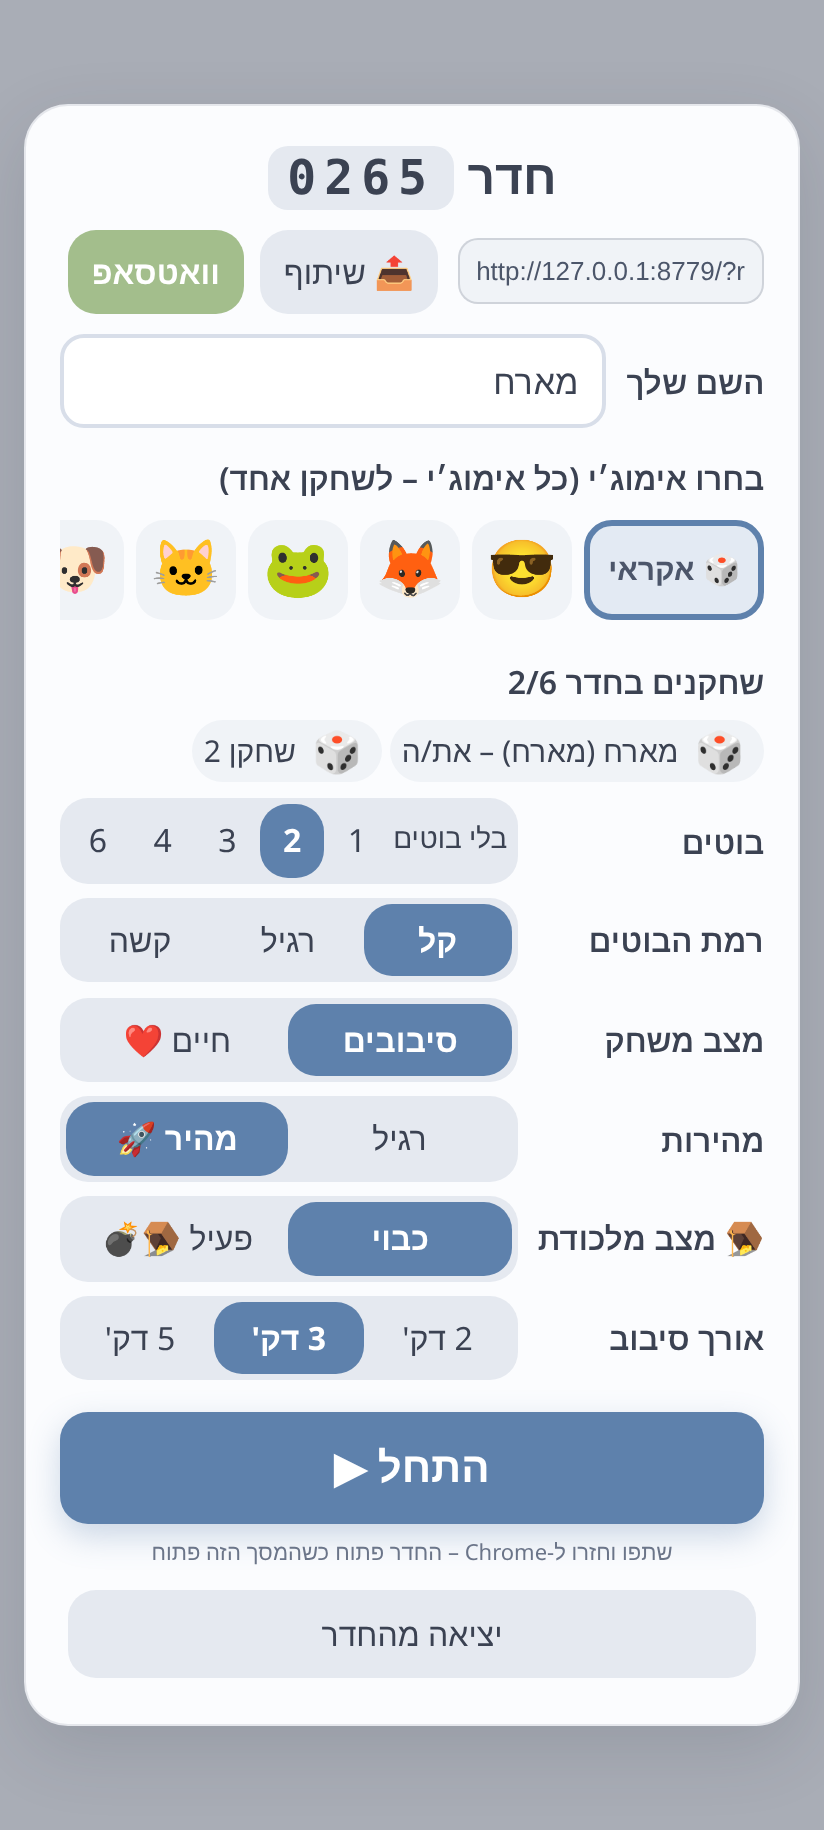 חדר 0265
http://127.0.0.1:8779/?r שיתוף וואטסאפ
השם שלך מארח
בחרו אימוג׳י (כל אימוג׳י – לשחקן אחד)
אקראי
שחקנים בחדר 2/6
מארח (מארח) – את/ה שחקן 2
בוטים בלי בוטים 1 2 3 4 6
רמת הבוטים קל רגיל קשה
מצב משחק סיבובים חיים ❤️
מהירות רגיל מהיר 🚀
🪤 מצב מלכודת כבוי פעיל 🪤💣
אורך סיבוב 2 דק' 3 דק' 5 דק'
התחל ▶
שתפו וחזרו ל-Chrome – החדר פתוח כשהמסך הזה פתוח
יציאה מהחדר